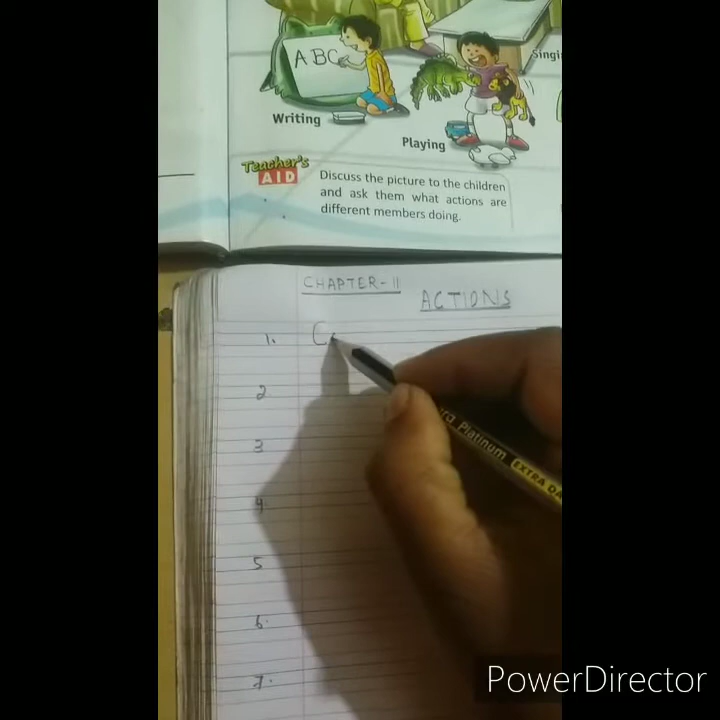 ABC
Singi
Writing
Playing
Teacher's
AID
Discuss the picture to the children
and ask them what actions are
different members doing.
CHAPTER-11
ACTIONS
1. C
2
3
4
5
6.
7.
Platinum EXTRA DA
PowerDirector